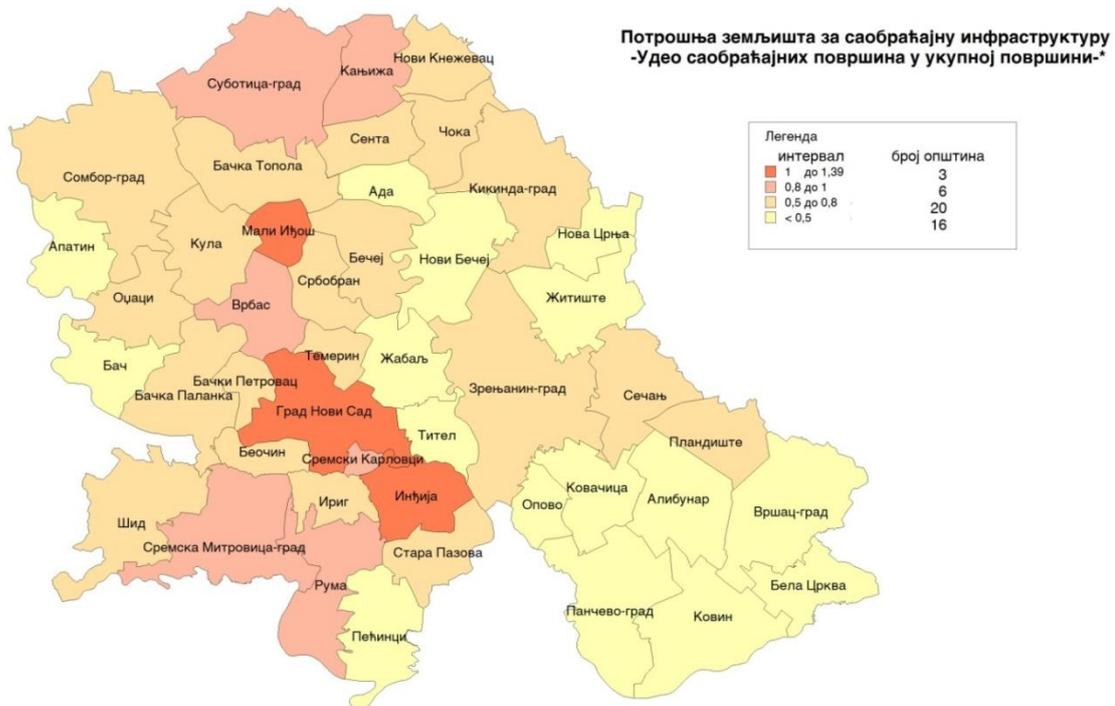 Потрошња земљишта за саобраћајну инфраструктуру
-Удео саобраћајних површина у укупној површини-*
Легенда
интервал број општина
1 до 1,39 3
0,8 до 1 6
0,5 до 0,8 20
< 0,5 16
Нови Кнежевац
Кањижа
Суботица-град
Чока
Сента
Бачка Топола
Сомбор-град
Ада
Кикинда-град
Мали Иђош
Нова Црња
Кула
Апатин
Бечеј
Нови Бечеј
Србобран
Оџаци
Житиште
Врбас
Темерин
Жабаљ
Бач
Бачки Петровац
Зрењанин-град
Бачка Паланка
Сечањ
Град Нови Сад
Тител
Пландиште
Беочин
Сремски Карловци
Ковачица
Инђија
Алибунар
Ириг
Опово
Вршац-град
Шид
Сремска Митровица-град
Стара Пазова
Рума
Бела Црква
Панчево-град
Ковин
Пећинци